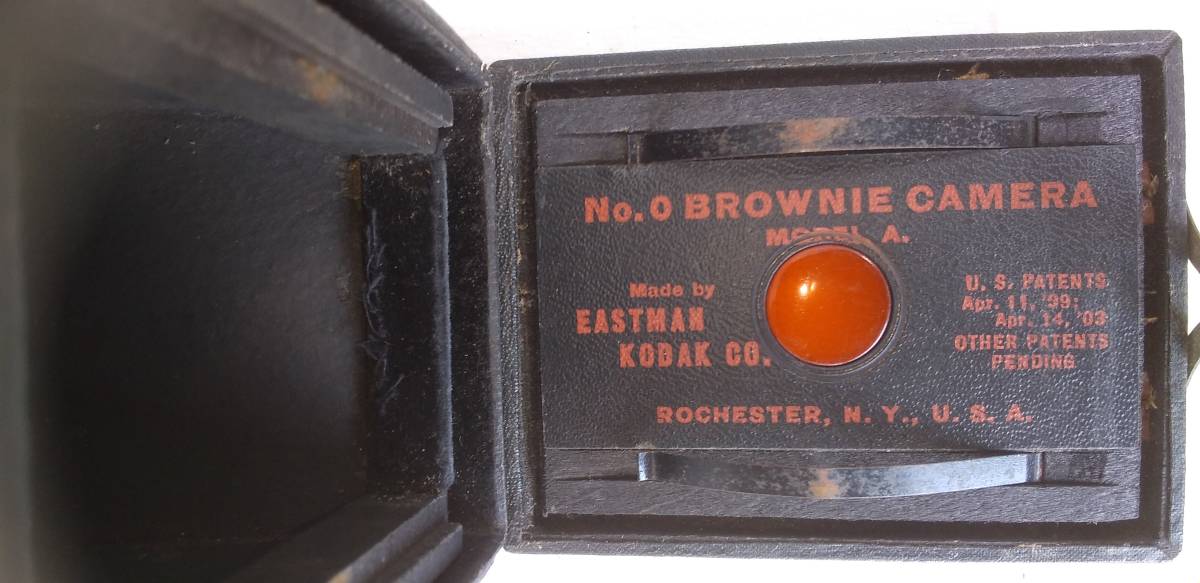 No. 0 BROWNIE CAMERA
MODEL A.
Made by
EASTMAN
KODAK CO.
U. S. PATENTS
Apr. 11, '99;
Apr. 14, '03
OTHER PATENTS
PENDING
ROCHESTER, N. Y., U. S. A.